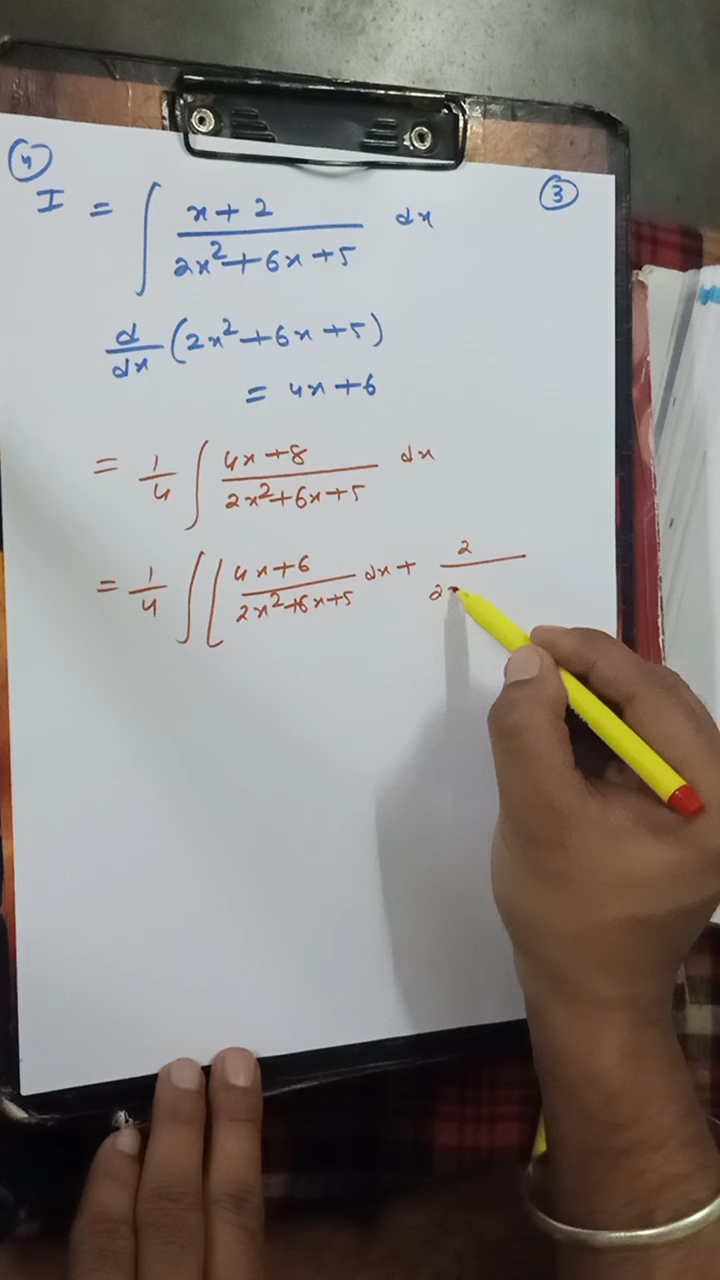 ④ ③
I = ∫ (x + 2)/(2x² + 6x + 5) dx
d/dx (2x² + 6x + 5)
= 4x + 6
= 1/4 ∫ (4x + 8)/(2x² + 6x + 5) dx
= 1/4 ∫ [ (4x + 6)/(2x² + 6x + 5) dx + 2/2x